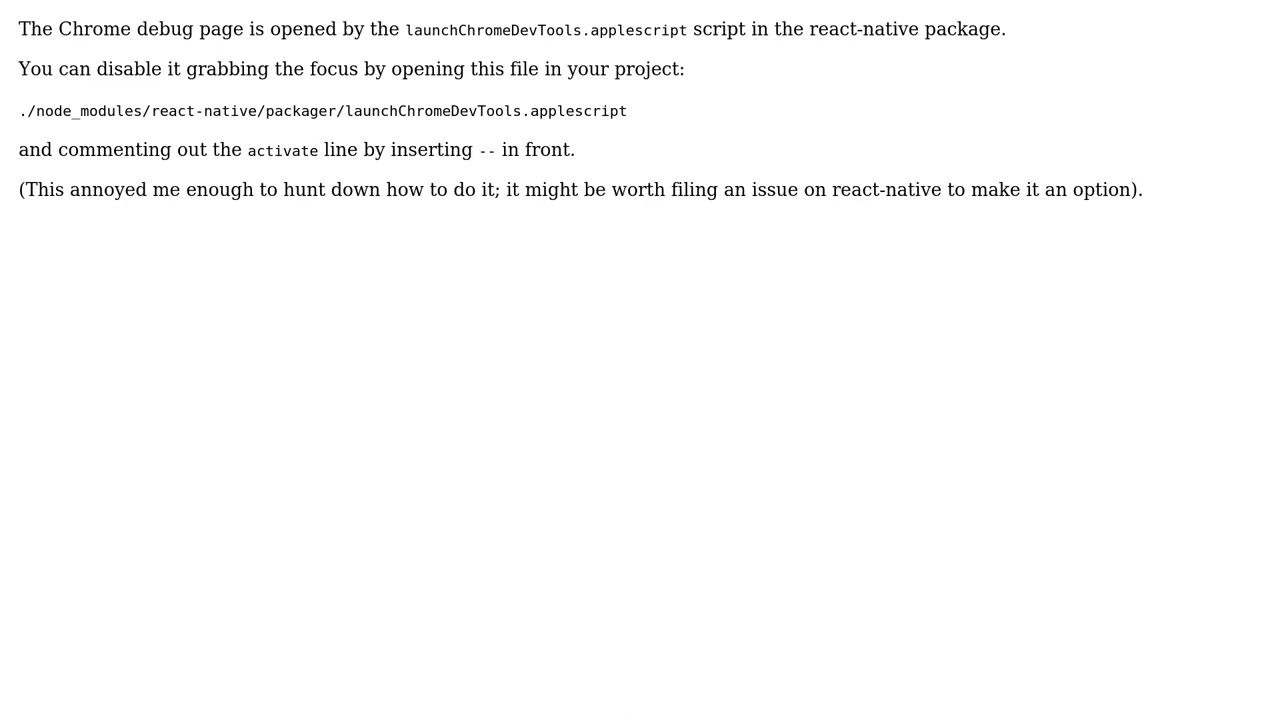 The Chrome debug page is opened by the launchChromeDevTools.applescript script in the react-native package.
You can disable it grabbing the focus by opening this file in your project:
./node_modules/react-native/packager/launchChromeDevTools.applescript
and commenting out the activate line by inserting -- in front.
(This annoyed me enough to hunt down how to do it; it might be worth filing an issue on react-native to make it an option).